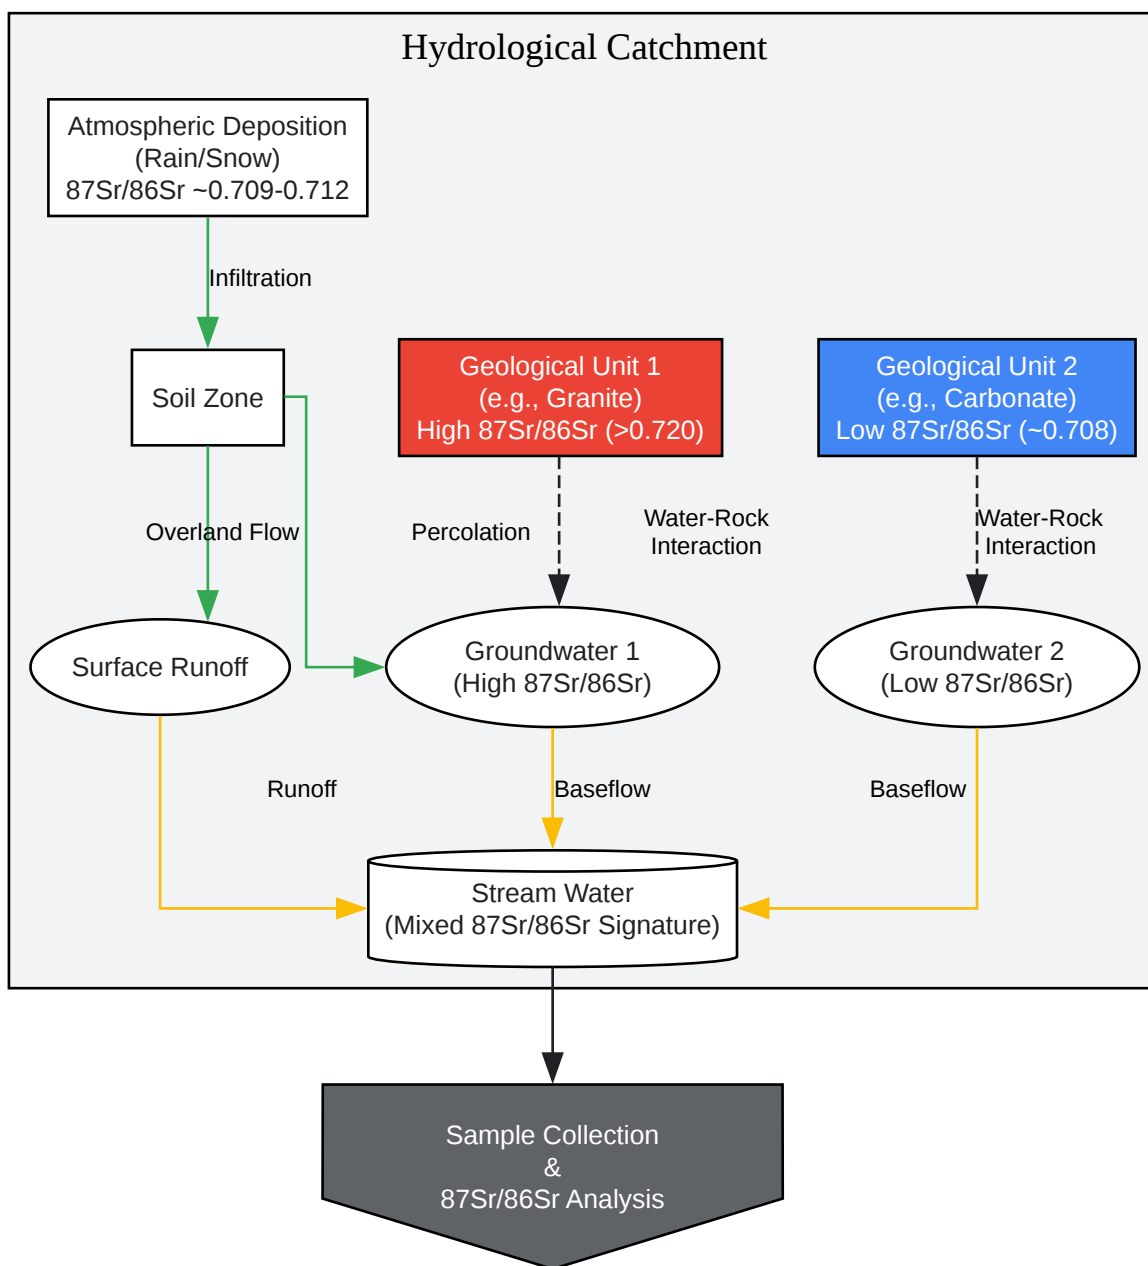 Hydrological Catchment
Atmospheric Deposition
(Rain/Snow)
87Sr/86Sr ~0.709-0.712
Infiltration
Soil Zone
Geological Unit 1
(e.g., Granite)
High 87Sr/86Sr (>0.720)
Geological Unit 2
(e.g., Carbonate)
Low 87Sr/86Sr (~0.708)
Overland Flow
Percolation
Water-Rock
Interaction
Water-Rock
Interaction
Surface Runoff
Groundwater 1
(High 87Sr/86Sr)
Groundwater 2
(Low 87Sr/86Sr)
Runoff
Baseflow
Baseflow
Stream Water
(Mixed 87Sr/86Sr Signature)
Sample Collection
&
87Sr/86Sr Analysis